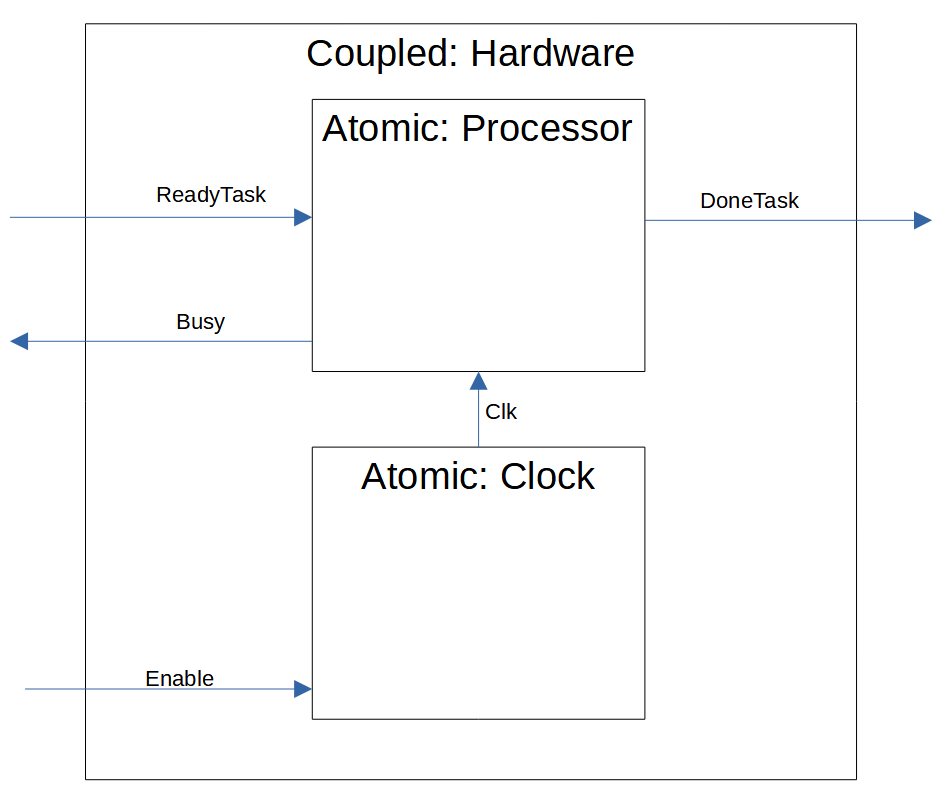 Coupled: Hardware
Atomic: Processor
ReadyTask
DoneTask
Busy
Clk
Atomic: Clock
Enable